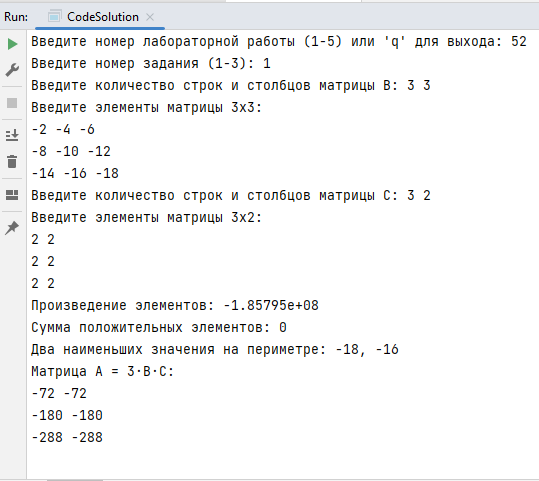 Run: CodeSolution
Введите номер лабораторной работы (1-5) или 'q' для выхода: 52
Введите номер задания (1-3): 1
Введите количество строк и столбцов матрицы B: 3 3
Введите элементы матрицы 3x3:
-2 -4 -6
-8 -10 -12
-14 -16 -18
Введите количество строк и столбцов матрицы C: 3 2
Введите элементы матрицы 3x2:
2 2
2 2
2 2
Произведение элементов: -1.85795e+08
Сумма положительных элементов: 0
Два наименьших значения на периметре: -18, -16
Матрица A = 3·B·C:
-72 -72
-180 -180
-288 -288